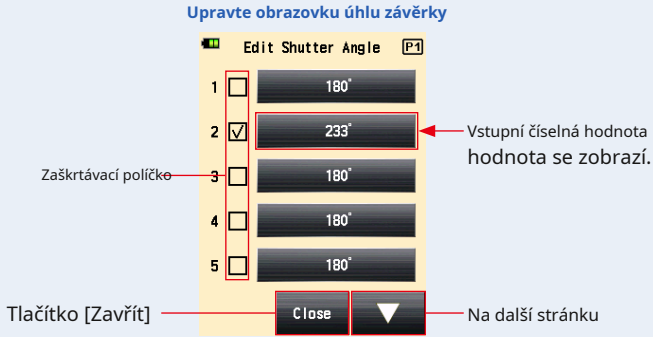 Upravte obrazovku úhlu závěrky
Edit Shutter Angle P1
1 180°
2 233°
Vstupní číselná hodnota
hodnota se zobrazí.
Zaškrtávací políčko
3 180°
4 180°
5 180°
Tlačítko [Zavřít]
Close
Na další stránku